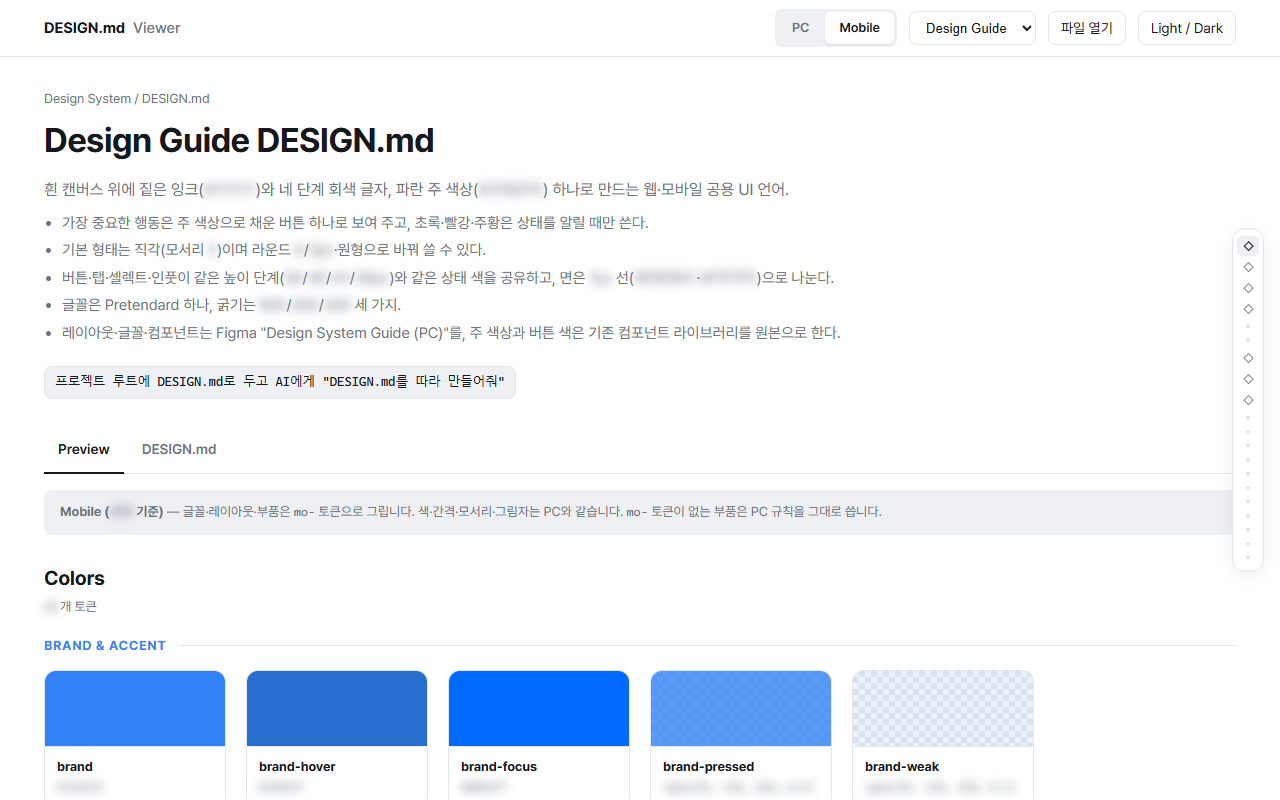 DESIGN.md Viewer
PC
Mobile
Design Guide
파일 열기
Light / Dark
Design System / DESIGN.md
Design Guide DESIGN.md
흰 캔버스 위에 짙은 잉크( )와 네 단계 회색 글자, 파란 주 색상( ) 하나로 만드는 웹·모바일 공용 UI 언어.
• 가장 중요한 행동은 주 색상으로 채운 버튼 하나로 보여 주고, 초록·빨강·주황은 상태를 알릴 때만 쓴다.
• 기본 형태는 직각(모서리 )이며 라운드 / ·원형으로 바꿔 쓸 수 있다.
• 버튼·탭·셀렉트·인풋이 같은 높이 단계( / / / )와 같은 상태 색을 공유하고, 면은 선( · )으로 나눈다.
• 글꼴은 Pretendard 하나, 굵기는 / / 세 가지.
• 레이아웃·글꼴·컴포넌트는 Figma "Design System Guide (PC)"를, 주 색상과 버튼 색은 기존 컴포넌트 라이브러리를 원본으로 한다.
프로젝트 루트에 DESIGN.md로 두고 AI에게 "DESIGN.md를 따라 만들어줘"
Preview
DESIGN.md
Mobile ( 기준) — 글꼴·레이아웃·부품은 mo- 토큰으로 그립니다. 색·간격·모서리·그림자는 PC와 같습니다. mo- 토큰이 없는 부품은 PC 규칙을 그대로 씁니다.
Colors
개 토큰
BRAND & ACCENT
brand
brand-hover
brand-focus
brand-pressed
brand-weak